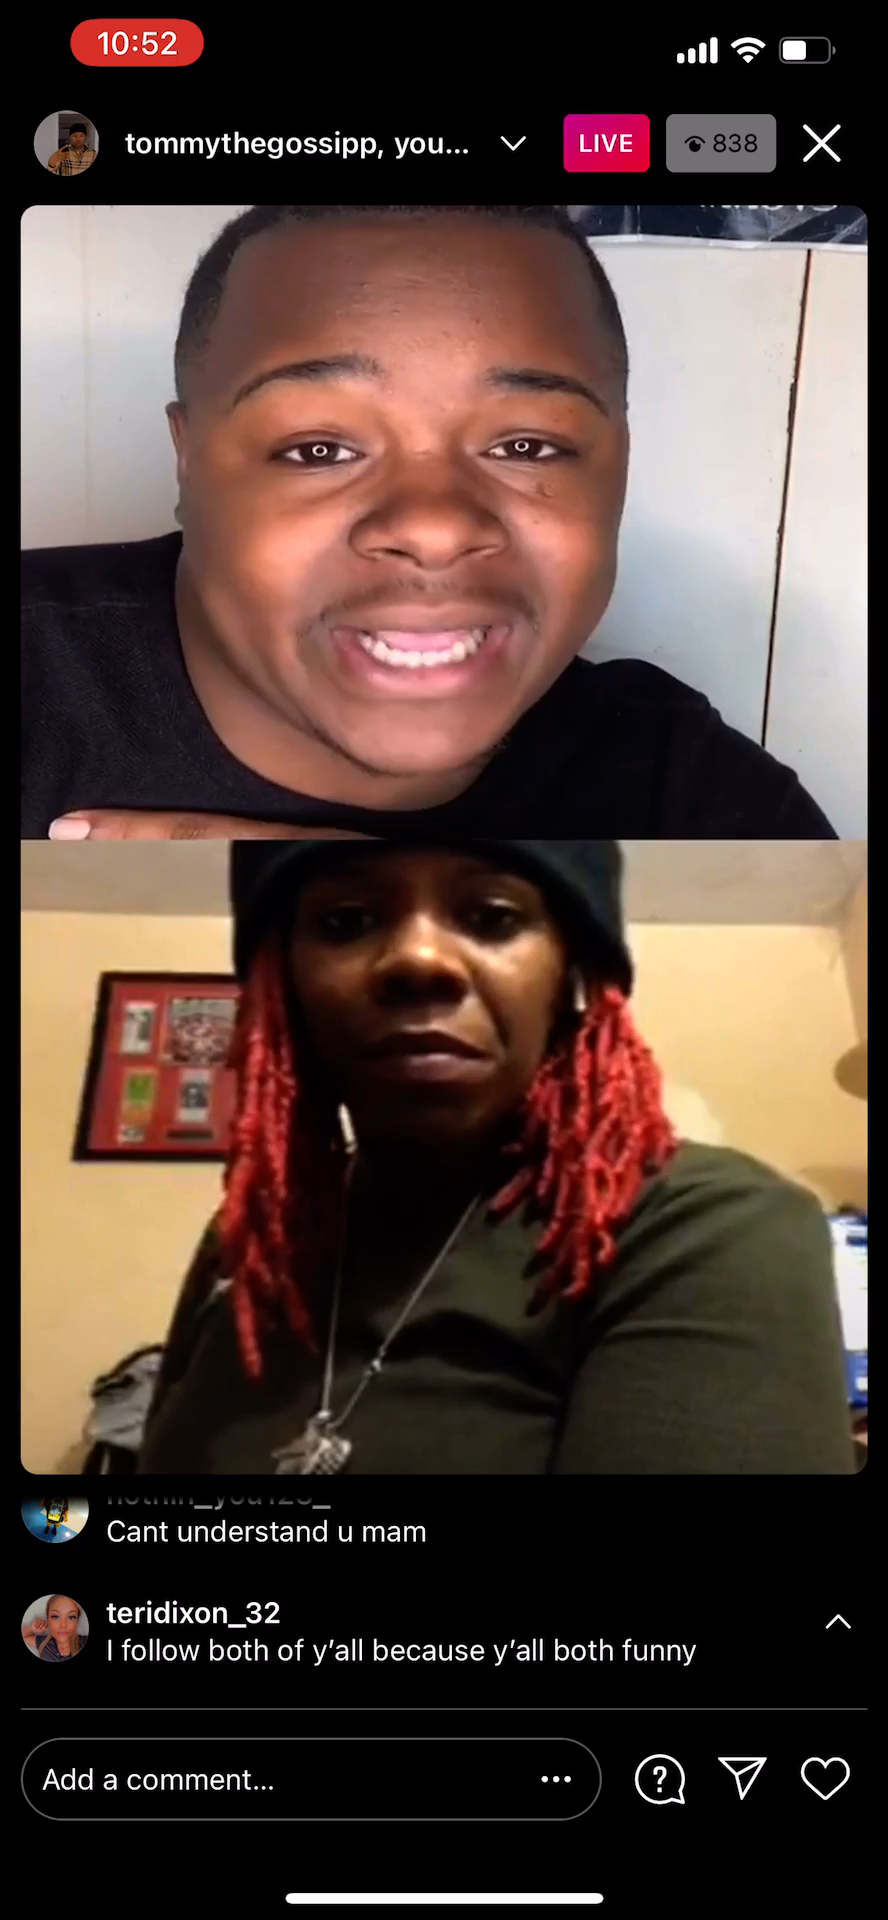 10:52
tommythegossipp, you...
LIVE
838
Cant understand u mam
teridixon_32
I follow both of y’all because y’all both funny
Add a comment...